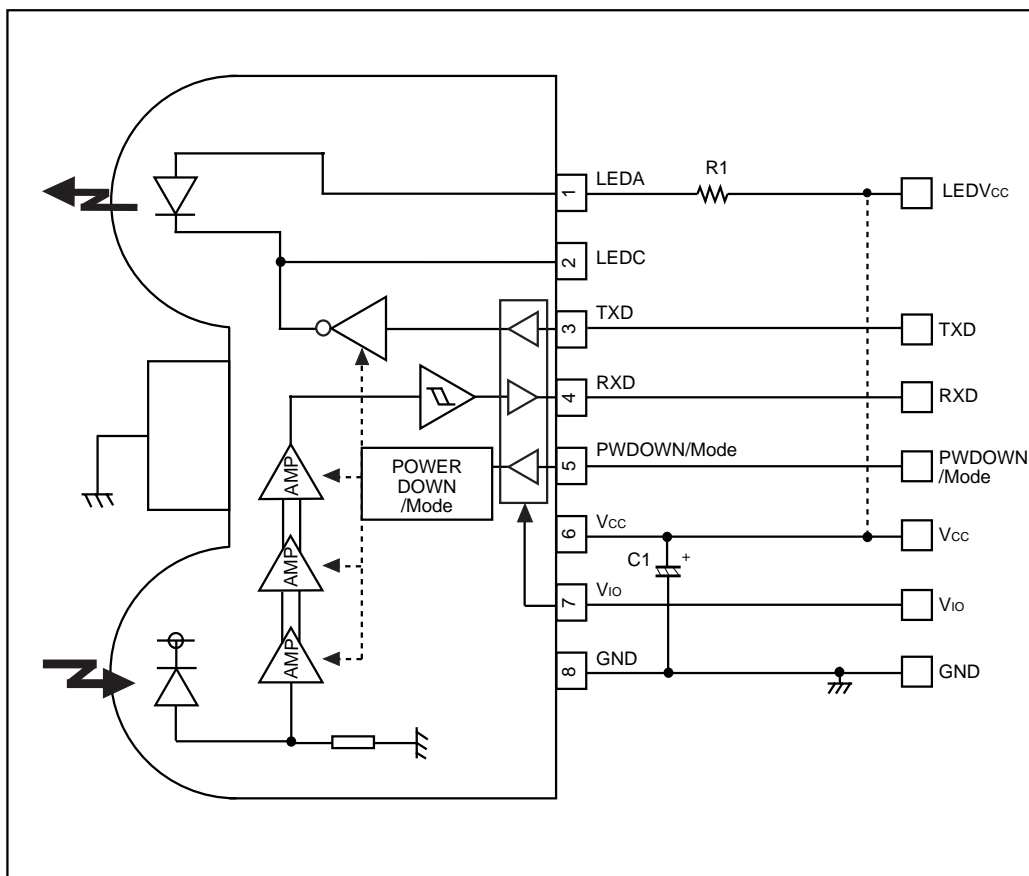 R1
1 LEDA
LEDVCC
2 LEDC
3 TXD
TXD
4 RXD
RXD
5 PWDOWN/Mode
PWDOWN
/Mode
POWER
DOWN
/Mode
AMP
AMP
AMP
6 VCC
VCC
C1 +
7 VIO
VIO
8 GND
GND